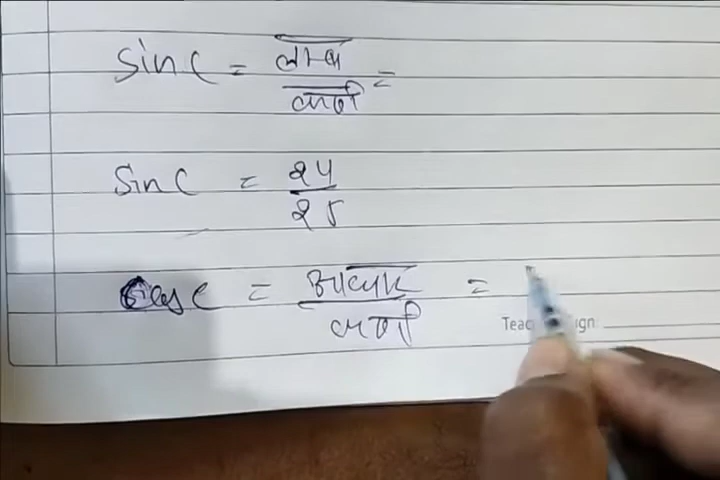 Sin C = लम्ब =
कर्ण
Sin C = 24
25
Cos C = आधार =
कर्ण